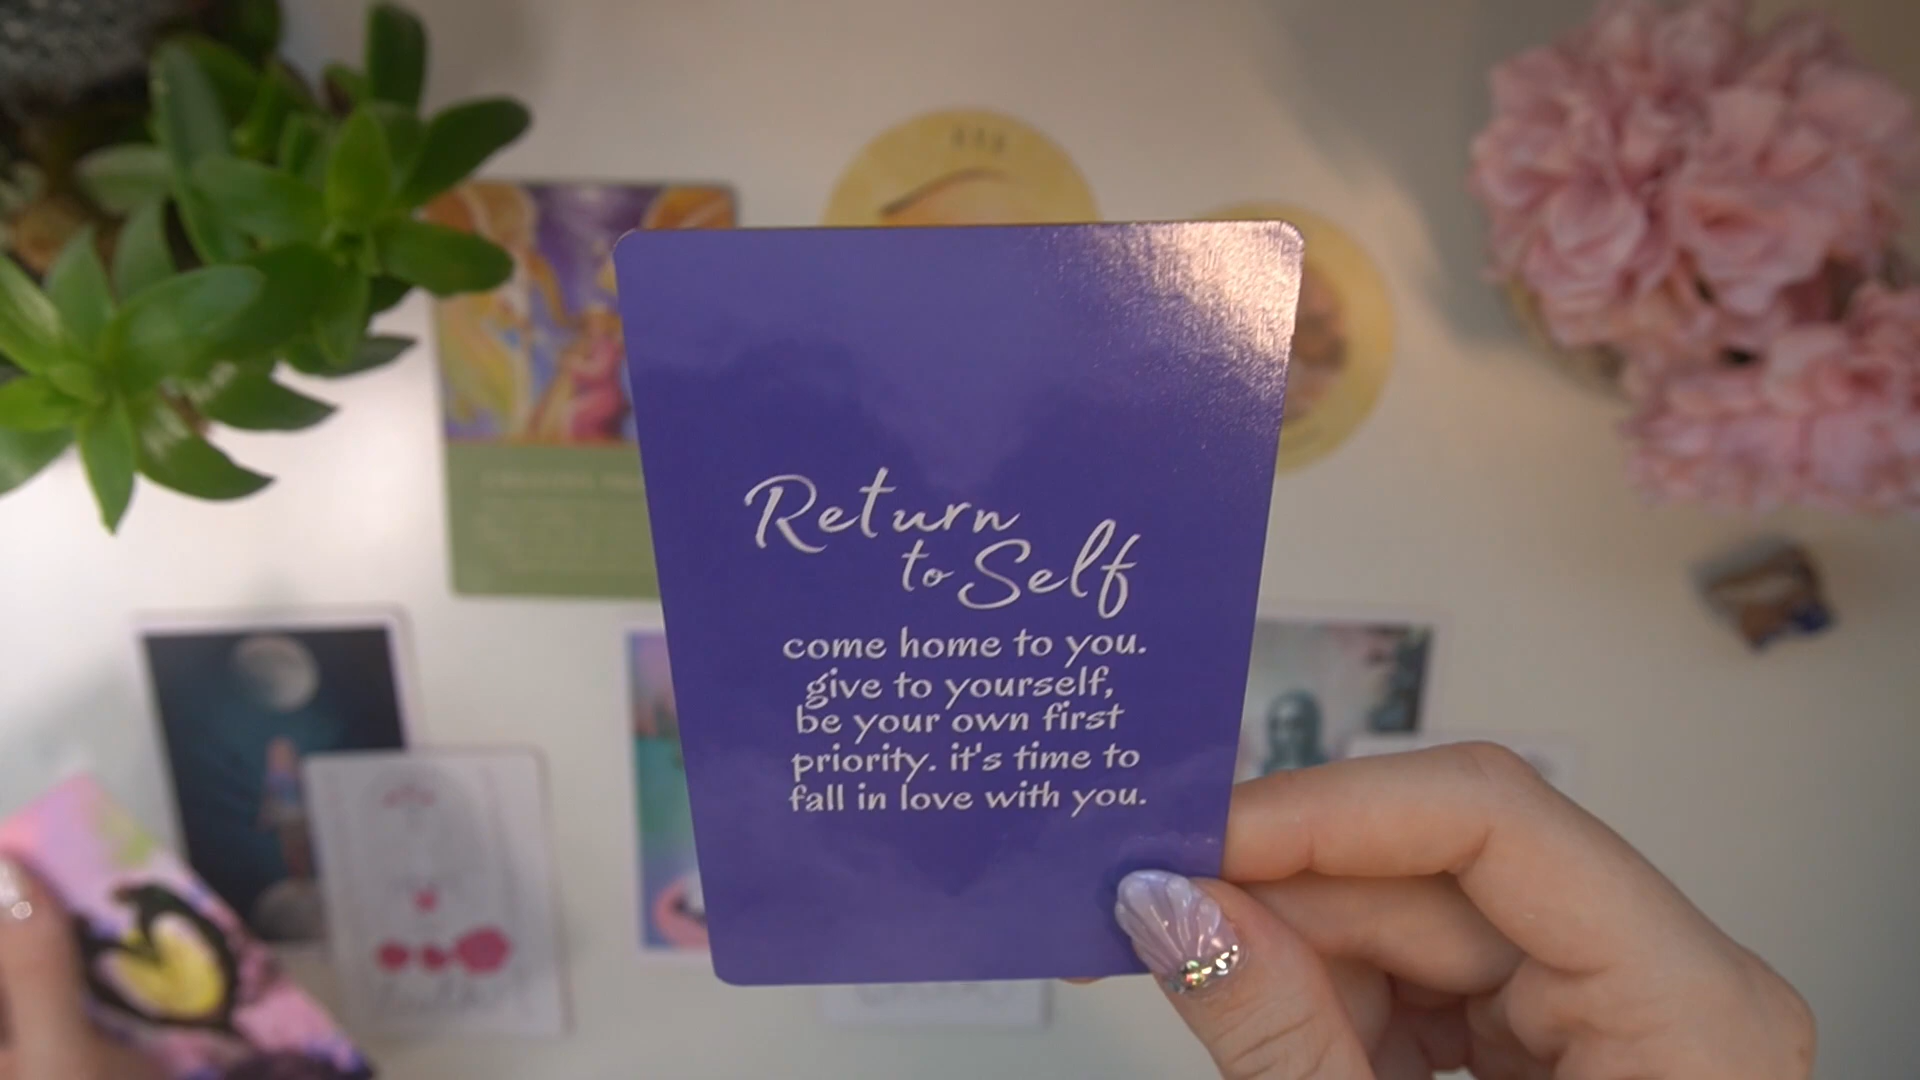 Return
to Self
come home to you.
give to yourself,
be your own first
priority. it's time to
fall in love with you.